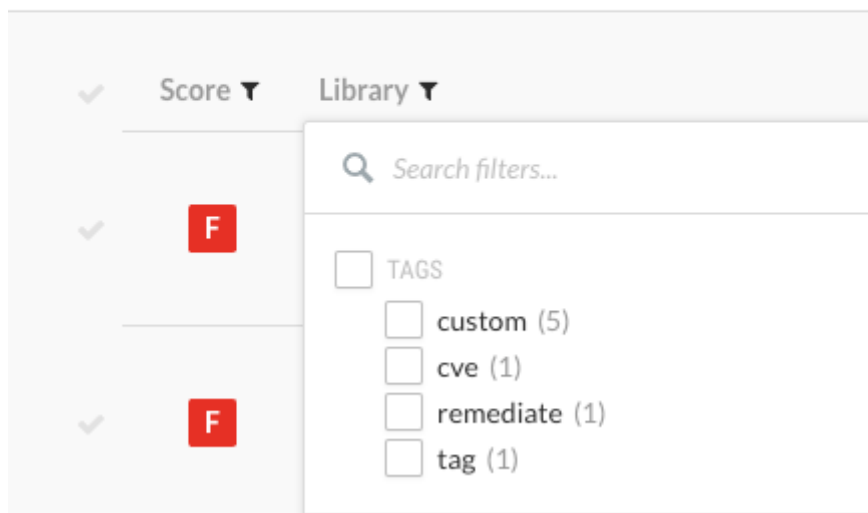 Score Library
Search filters...
F
TAGS
custom (5)
cve (1)
remediate (1)
F
tag (1)